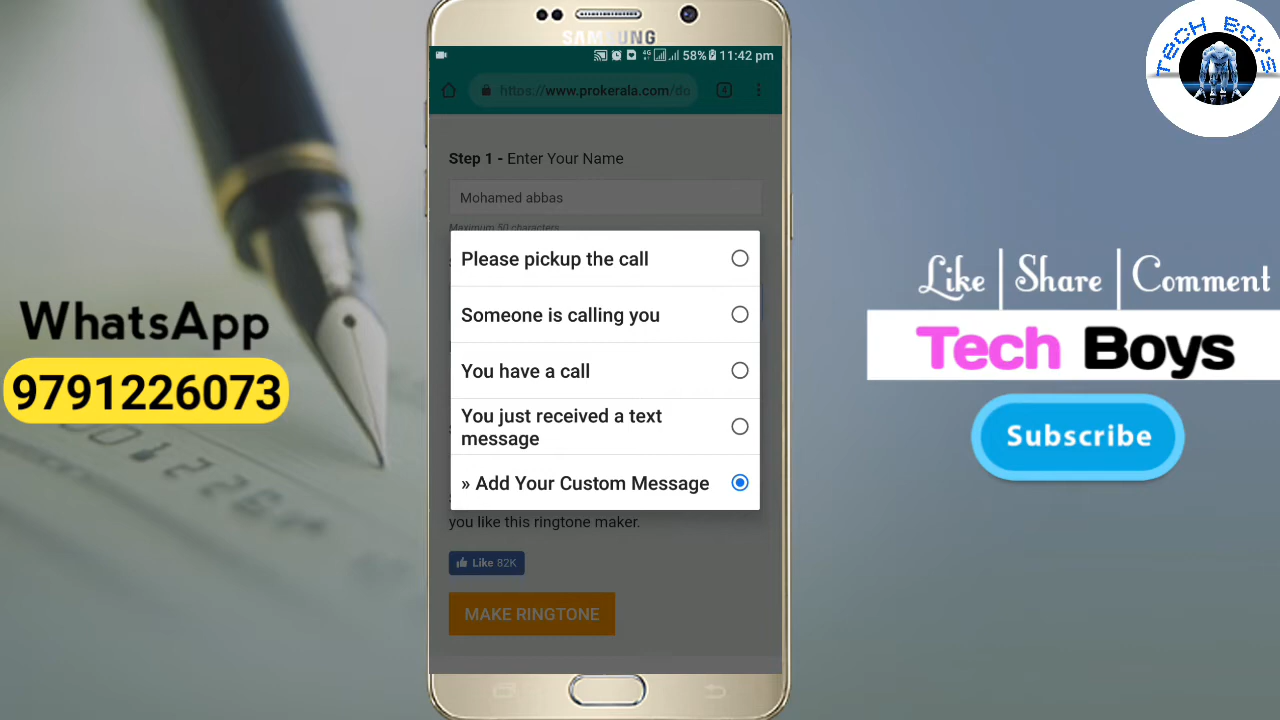 SAMSUNG
58% 11:42 pm
https://www.prokerala.com/do
Step 1 - Enter Your Name
Mohamed abbas
Maximum 50 characters
Please pickup the call
Someone is calling you
You have a call
You just received a text
message
» Add Your Custom Message
you like this ringtone maker.
Like 82K
MAKE RINGTONE
WhatsApp
9791226073
TECH BOYS
Like | Share | Comment
Tech Boys
Subscribe